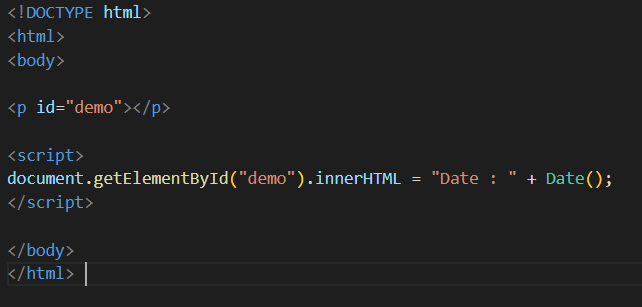 <!DOCTYPE html>
<html>
<body>
<p id="demo"></p>
<script>
document.getElementById("demo").innerHTML = "Date : " + Date();
</script>
</body>
</html>